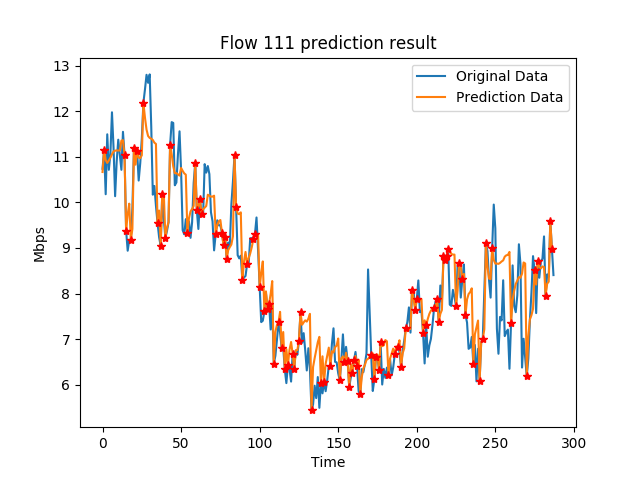 Flow 111 prediction result
Original Data
Prediction Data
13
12
11
10
9
8
7
6
Mbps
0 50 100 150 200 250 300
Time